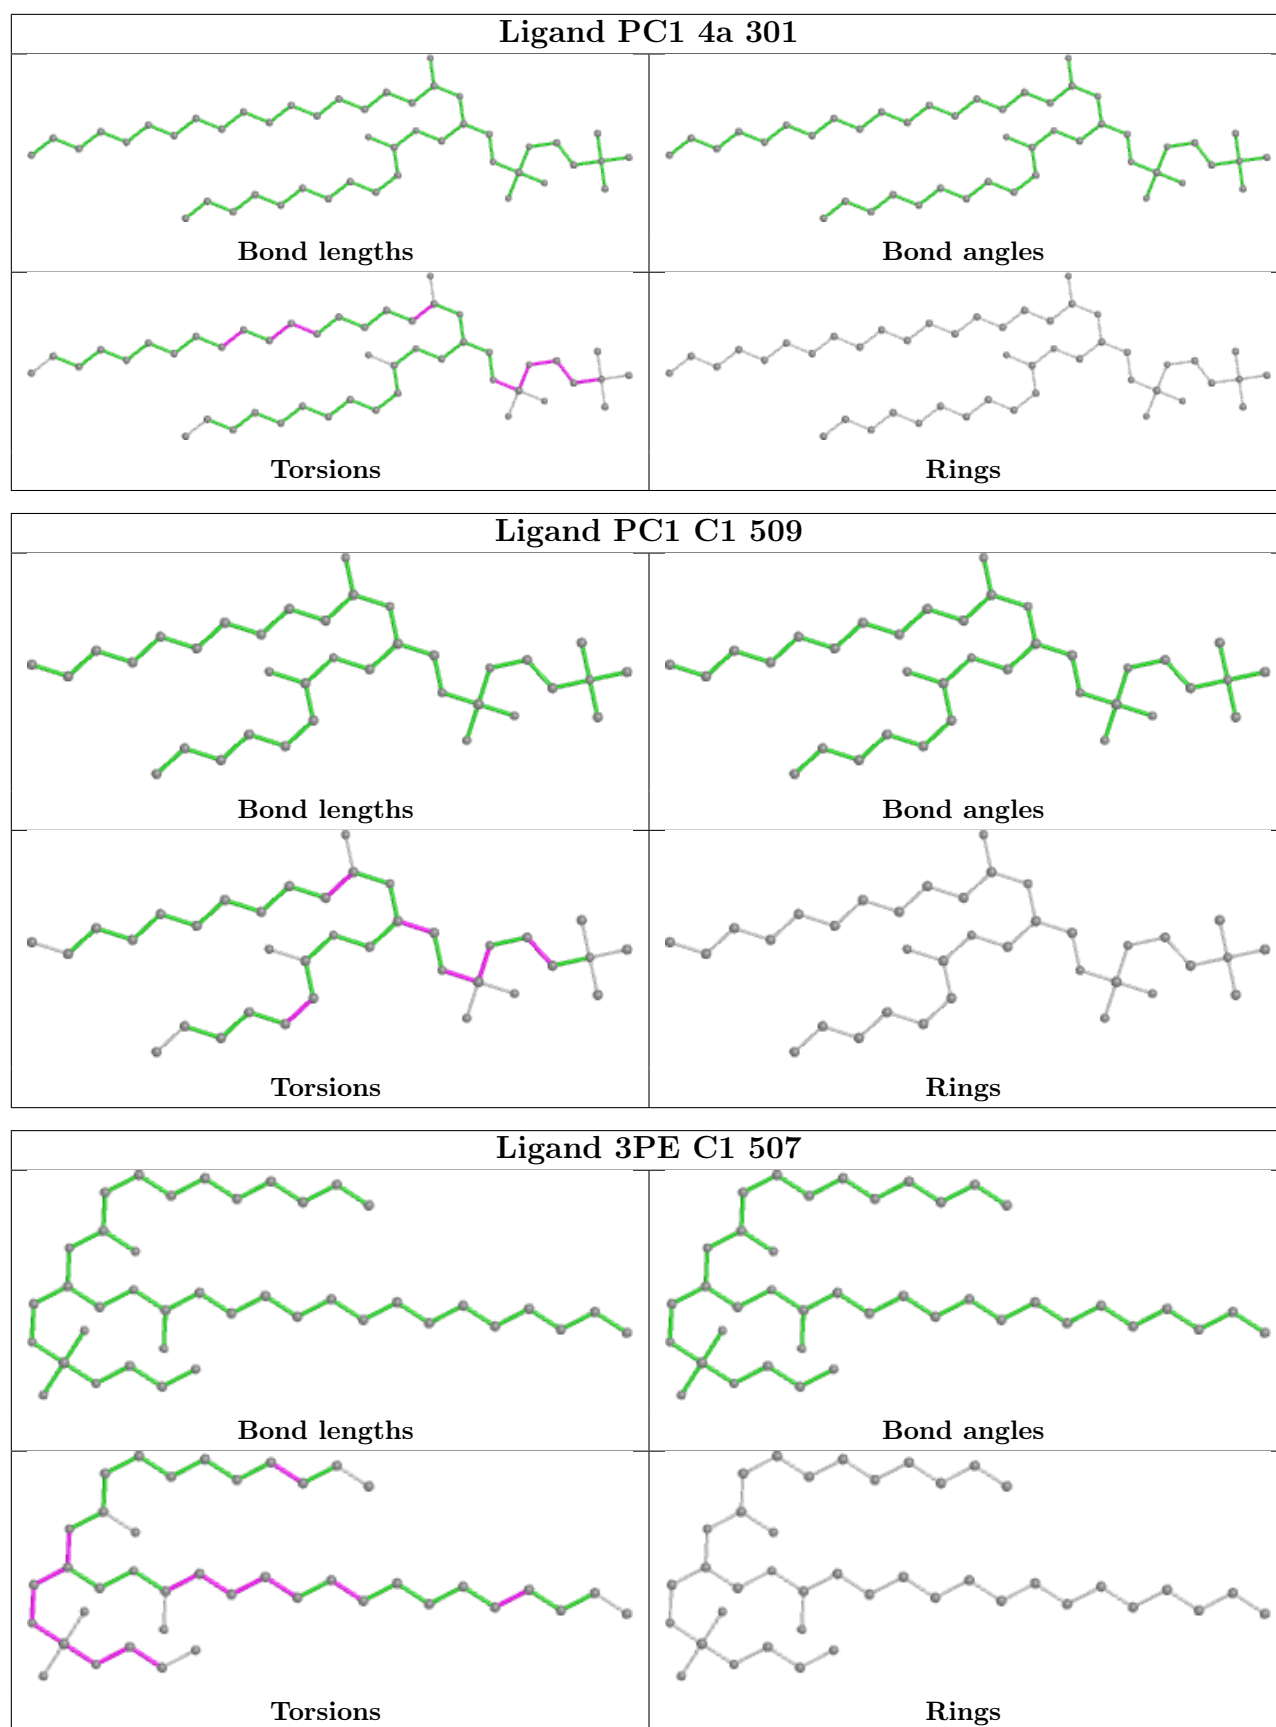 Ligand PC1 4a 301
Bond lengths
Bond angles
Torsions
Rings
Ligand PC1 C1 509
Bond lengths
Bond angles
Torsions
Rings
Ligand 3PE C1 507
Bond lengths
Bond angles
Torsions
Rings